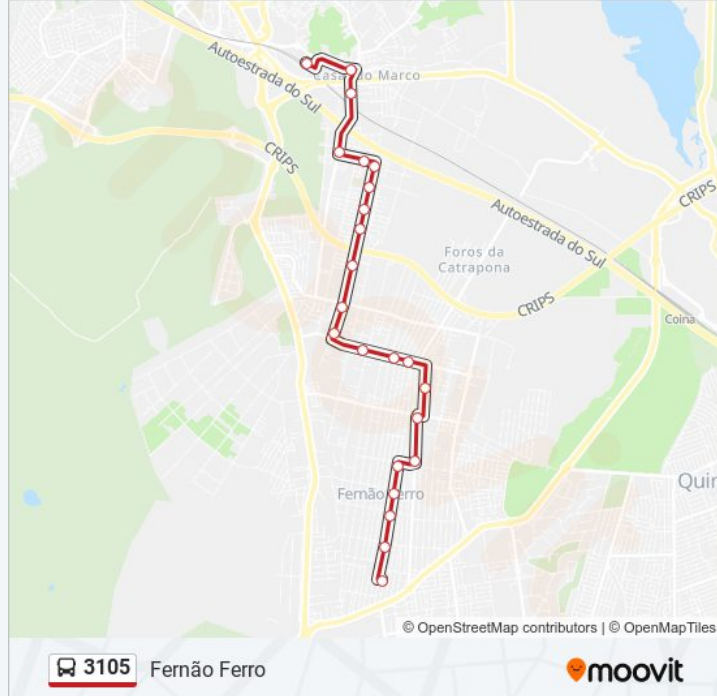 Autoestrada do Sul
Casal do Marco
CRIPS
CRIPS
Autoestrada do Sul
Foros da
Catrapona
CRIPS
Coina
Quin
Fernão Ferro
© OpenStreetMap contributors | © OpenMapTiles
3105 Fernão Ferro
moovit